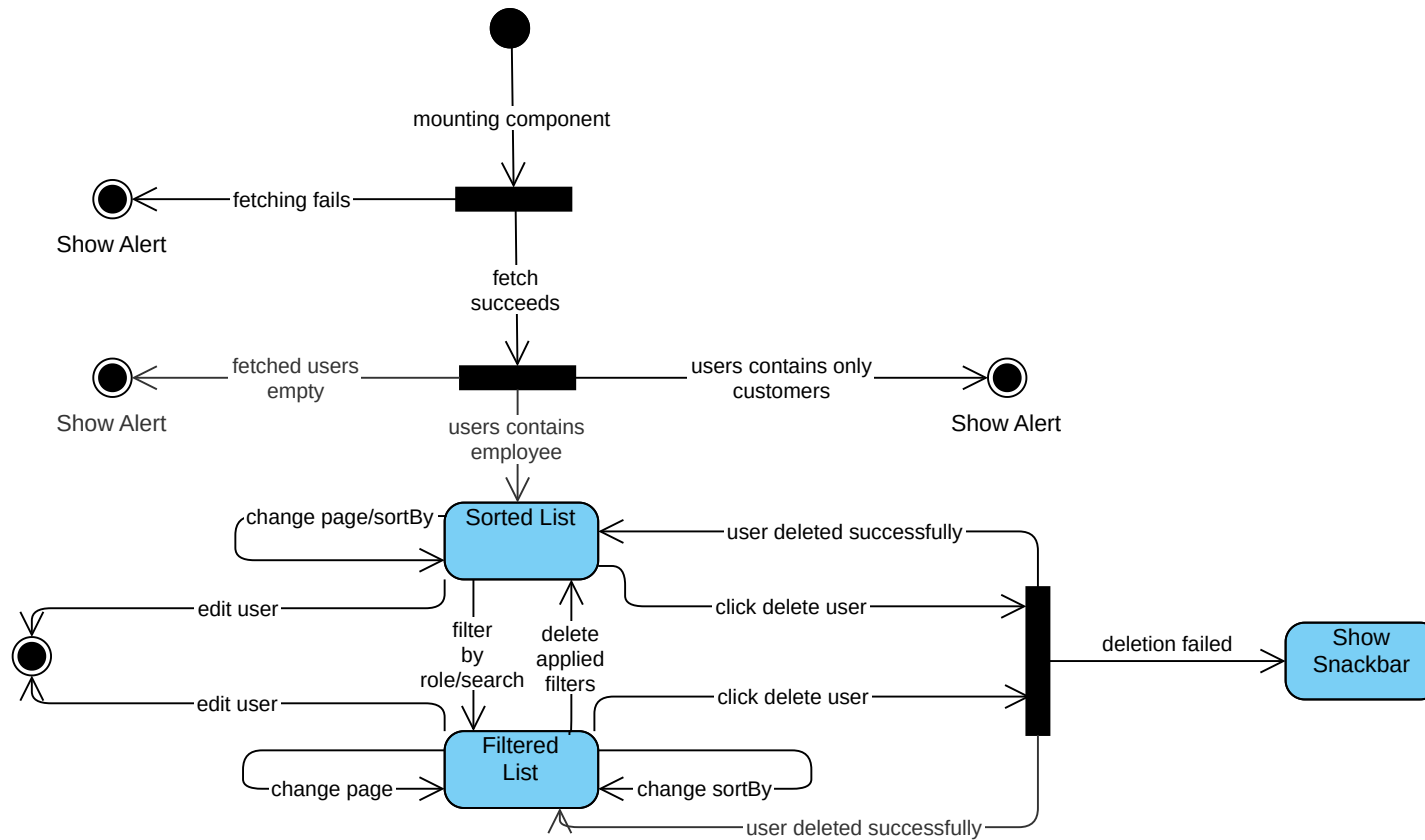 mounting component
fetching fails
Show Alert
fetch
succeeds
fetched users
empty
users contains only
customers
Show Alert
Show Alert
users contains
employee
change page/sortBy
Sorted List
user deleted successfully
edit user
click delete user
filter
by
role/search
delete
applied
filters
deletion failed
Show
Snackbar
edit user
click delete user
Filtered
List
change page
change sortBy
user deleted successfully